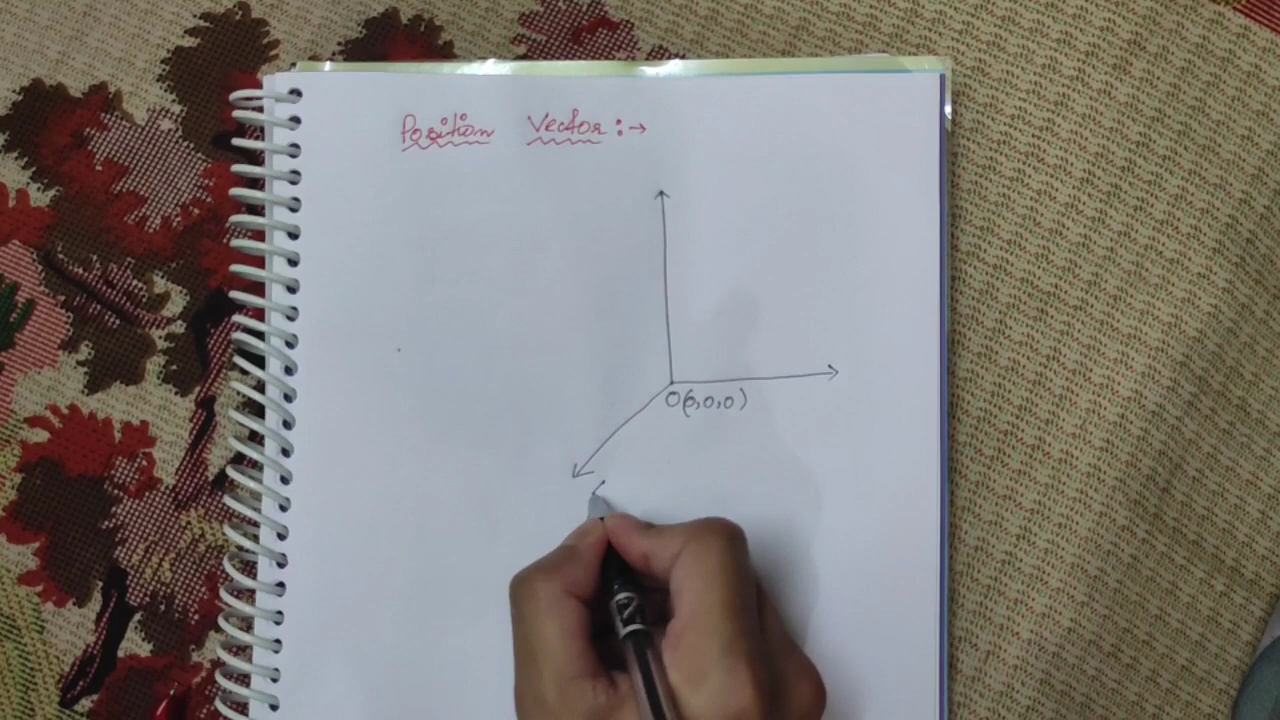 Position Vector :→
O(0,0,0)